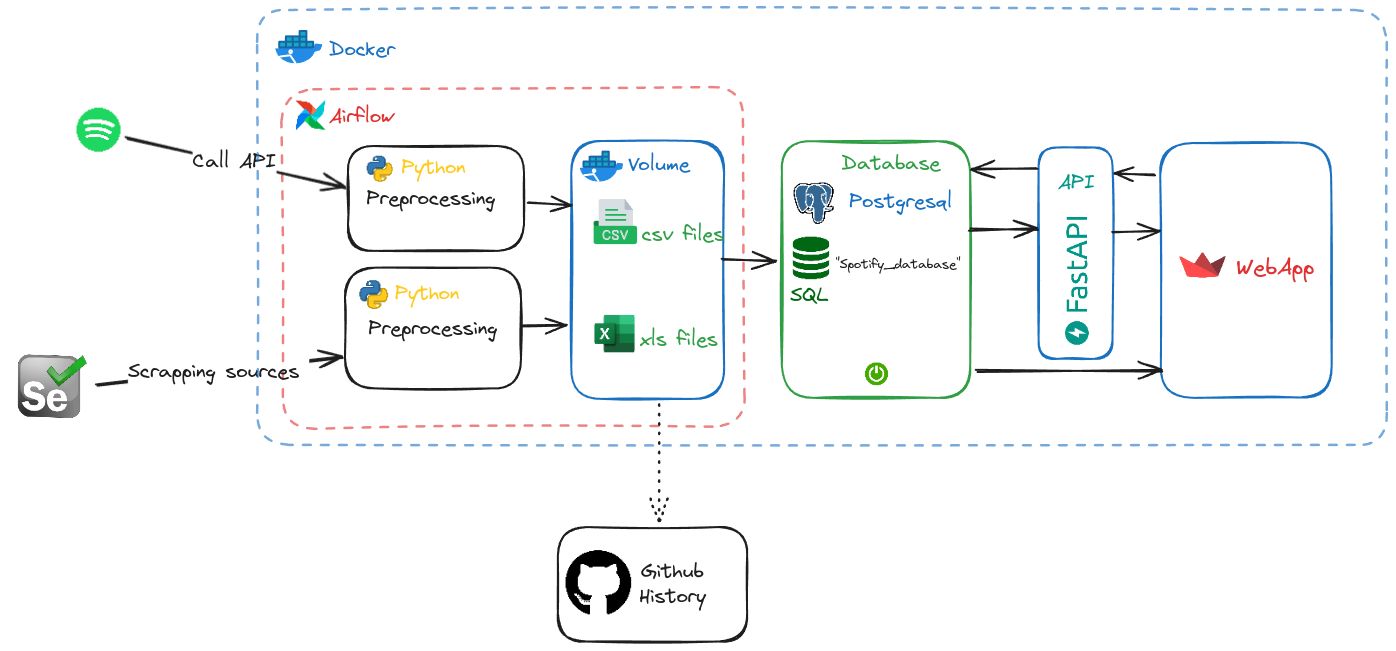 Docker
Airflow
Call API
Python
Preprocessing
Volume
CSV
csv files
Database
Postgresql
"Spotify_database"
SQL
API
FastAPI
WebApp
Python
Preprocessing
X
xls files
Se
Scrapping sources
Github
History